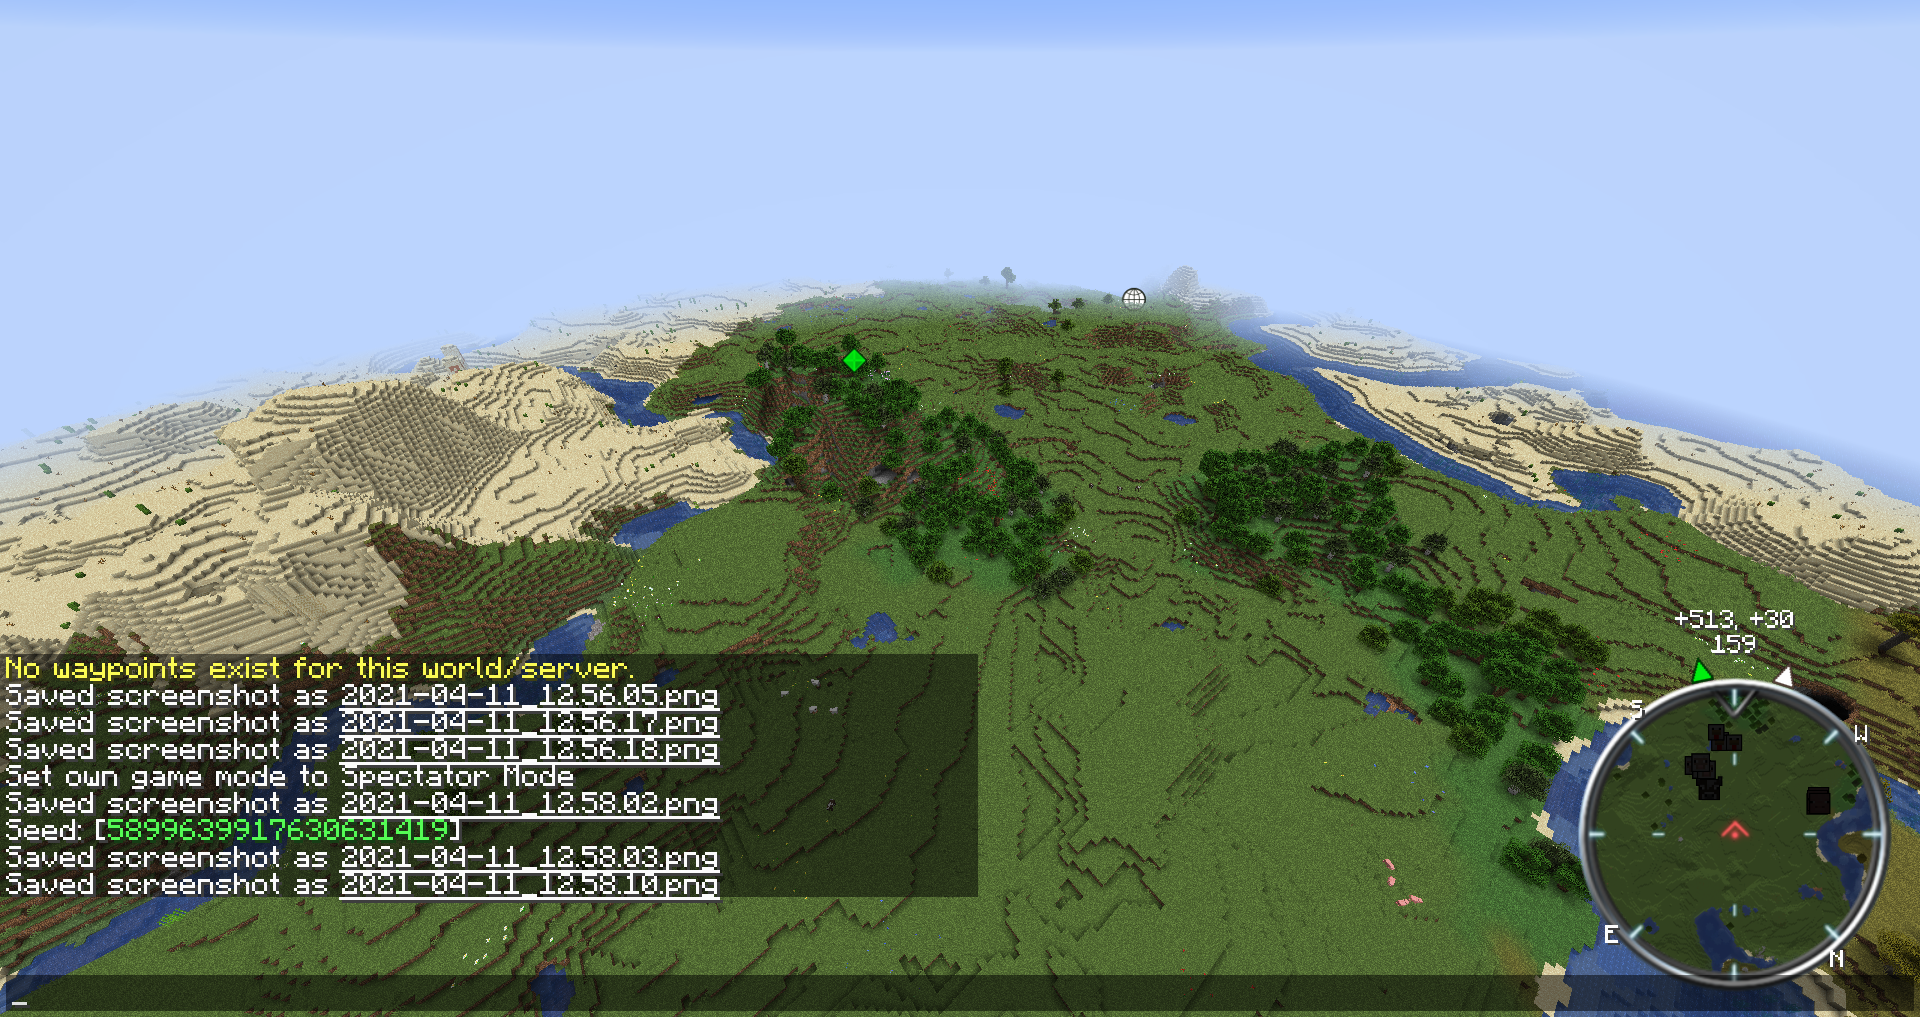 +513, +30
159
S
W
E
N
No waypoints exist for this world/server.
Saved screenshot as 2021-04-11_12.56.05.png
Saved screenshot as 2021-04-11_12.56.17.png
Saved screenshot as 2021-04-11_12.56.18.png
Set own game mode to Spectator Mode
Saved screenshot as 2021-04-11_12.58.02.png
Seed: [5899639917630631419]
Saved screenshot as 2021-04-11_12.58.03.png
Saved screenshot as 2021-04-11_12.58.10.png
_